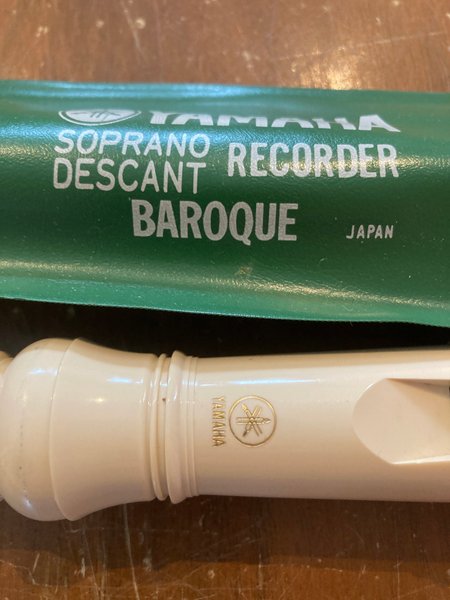 YAMAHA
SOPRANO
DESCANT
RECORDER
BAROQUE
JAPAN
YAMAHA